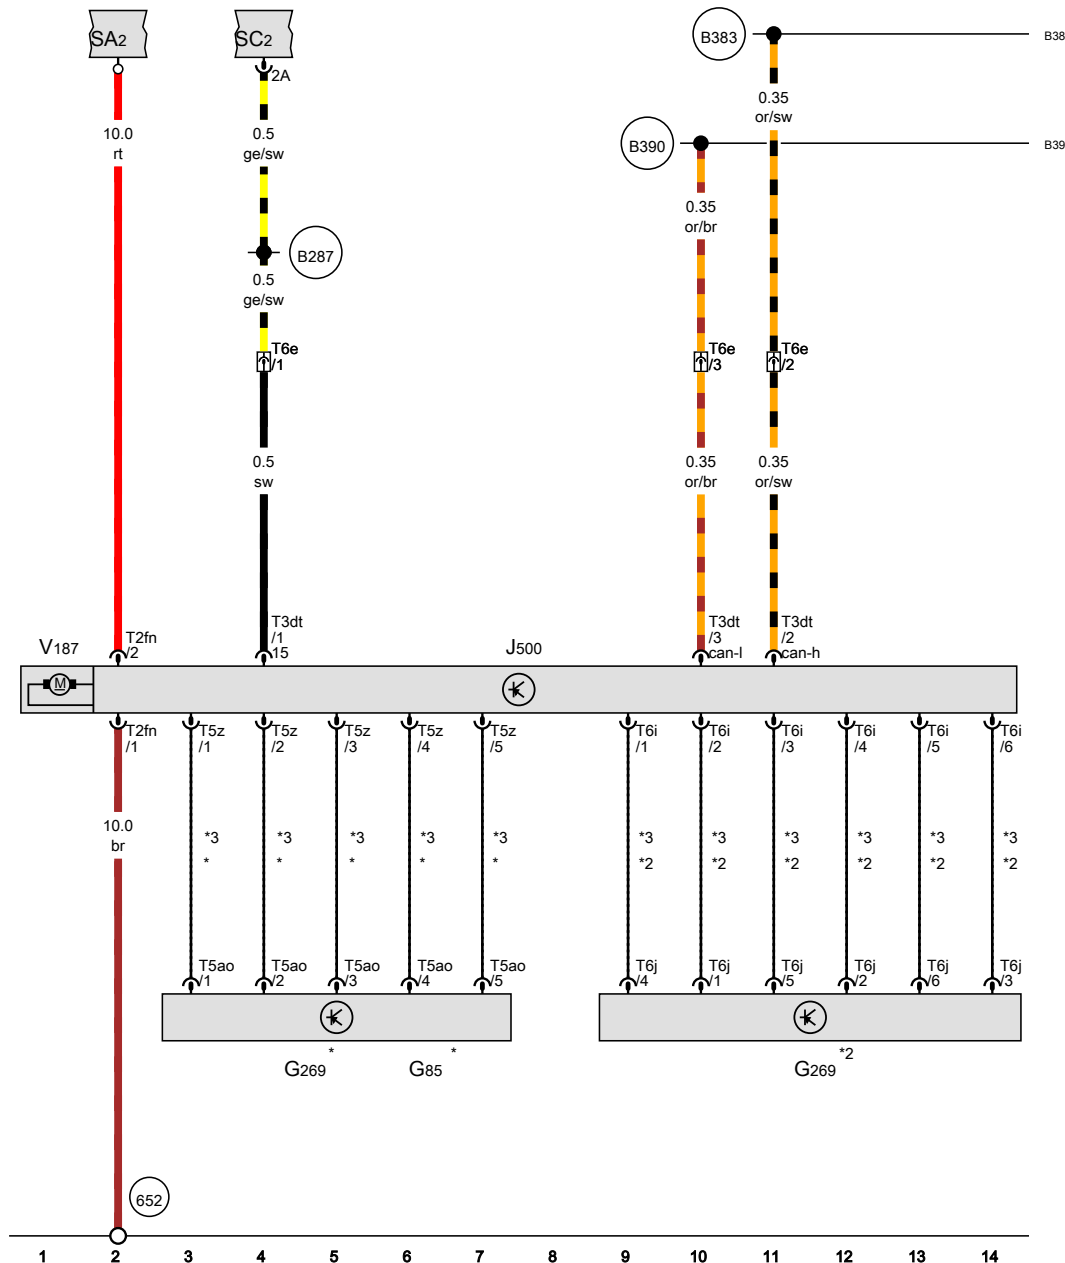 SA2
SC2
B383
B38
2A
0.35
or/sw
10.0
rt
0.5
ge/sw
B390
B39
0.35
or/br
B287
0.5
ge/sw
T6e
/1
T6e
/3
T6e
/2
0.5
sw
0.35
or/br
0.35
or/sw
V187
T2fn
/2
T3dt
/1
15
J500
T3dt
/3
can-l
T3dt
/2
can-h
M
T2fn
/1
T5z
/1
T5z
/2
T5z
/3
T5z
/4
T5z
/5
T6i
/1
T6i
/2
T6i
/3
T6i
/4
T6i
/5
T6i
/6
10.0
br
*3 *3 *3 *3 *3 *3 *3 *3 *3 *3 *3
* * * * * *2 *2 *2 *2 *2 *2
T5ao
/1
T5ao
/2
T5ao
/3
T5ao
/4
T5ao
/5
T6j
/4
T6j
/1
T6j
/5
T6j
/2
T6j
/6
T6j
/3
G269 *
G85 *
G269 *2
652
1 2 3 4 5 6 7 8 9 10 11 12 13 14